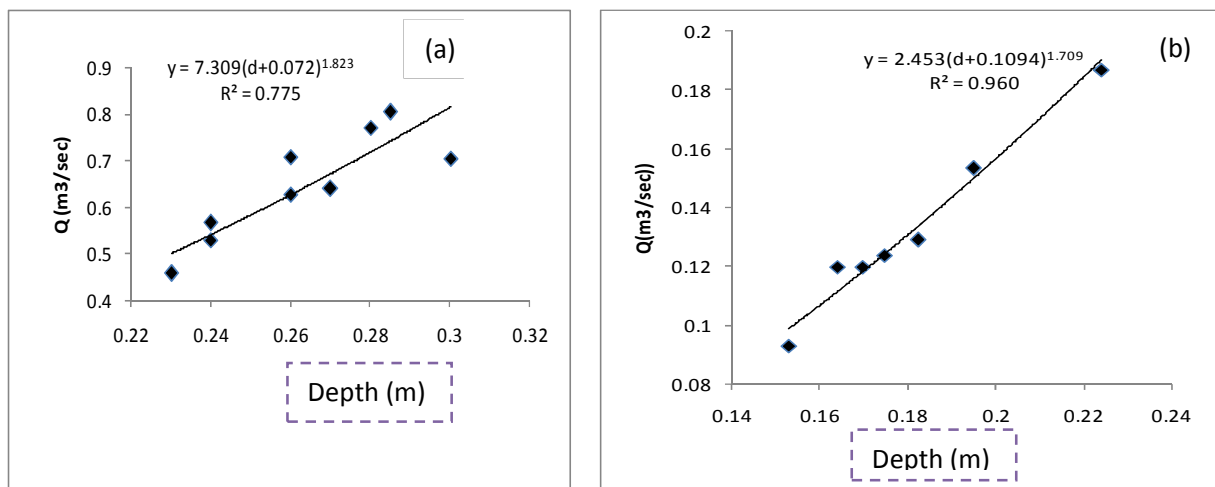 (a)
y = 7.309(d+0.072)^1.823
R² = 0.775
Q (m3/sec)
0.9
0.8
0.7
0.6
0.5
0.4
0.22 0.24 0.26 0.28 0.3 0.32
Depth (m)
(b)
y = 2.453(d+0.1094)^1.709
R² = 0.960
Q(m3/sec))
0.2
0.18
0.16
0.14
0.12
0.1
0.08
0.14 0.16 0.18 0.2 0.22 0.24
Depth (m)